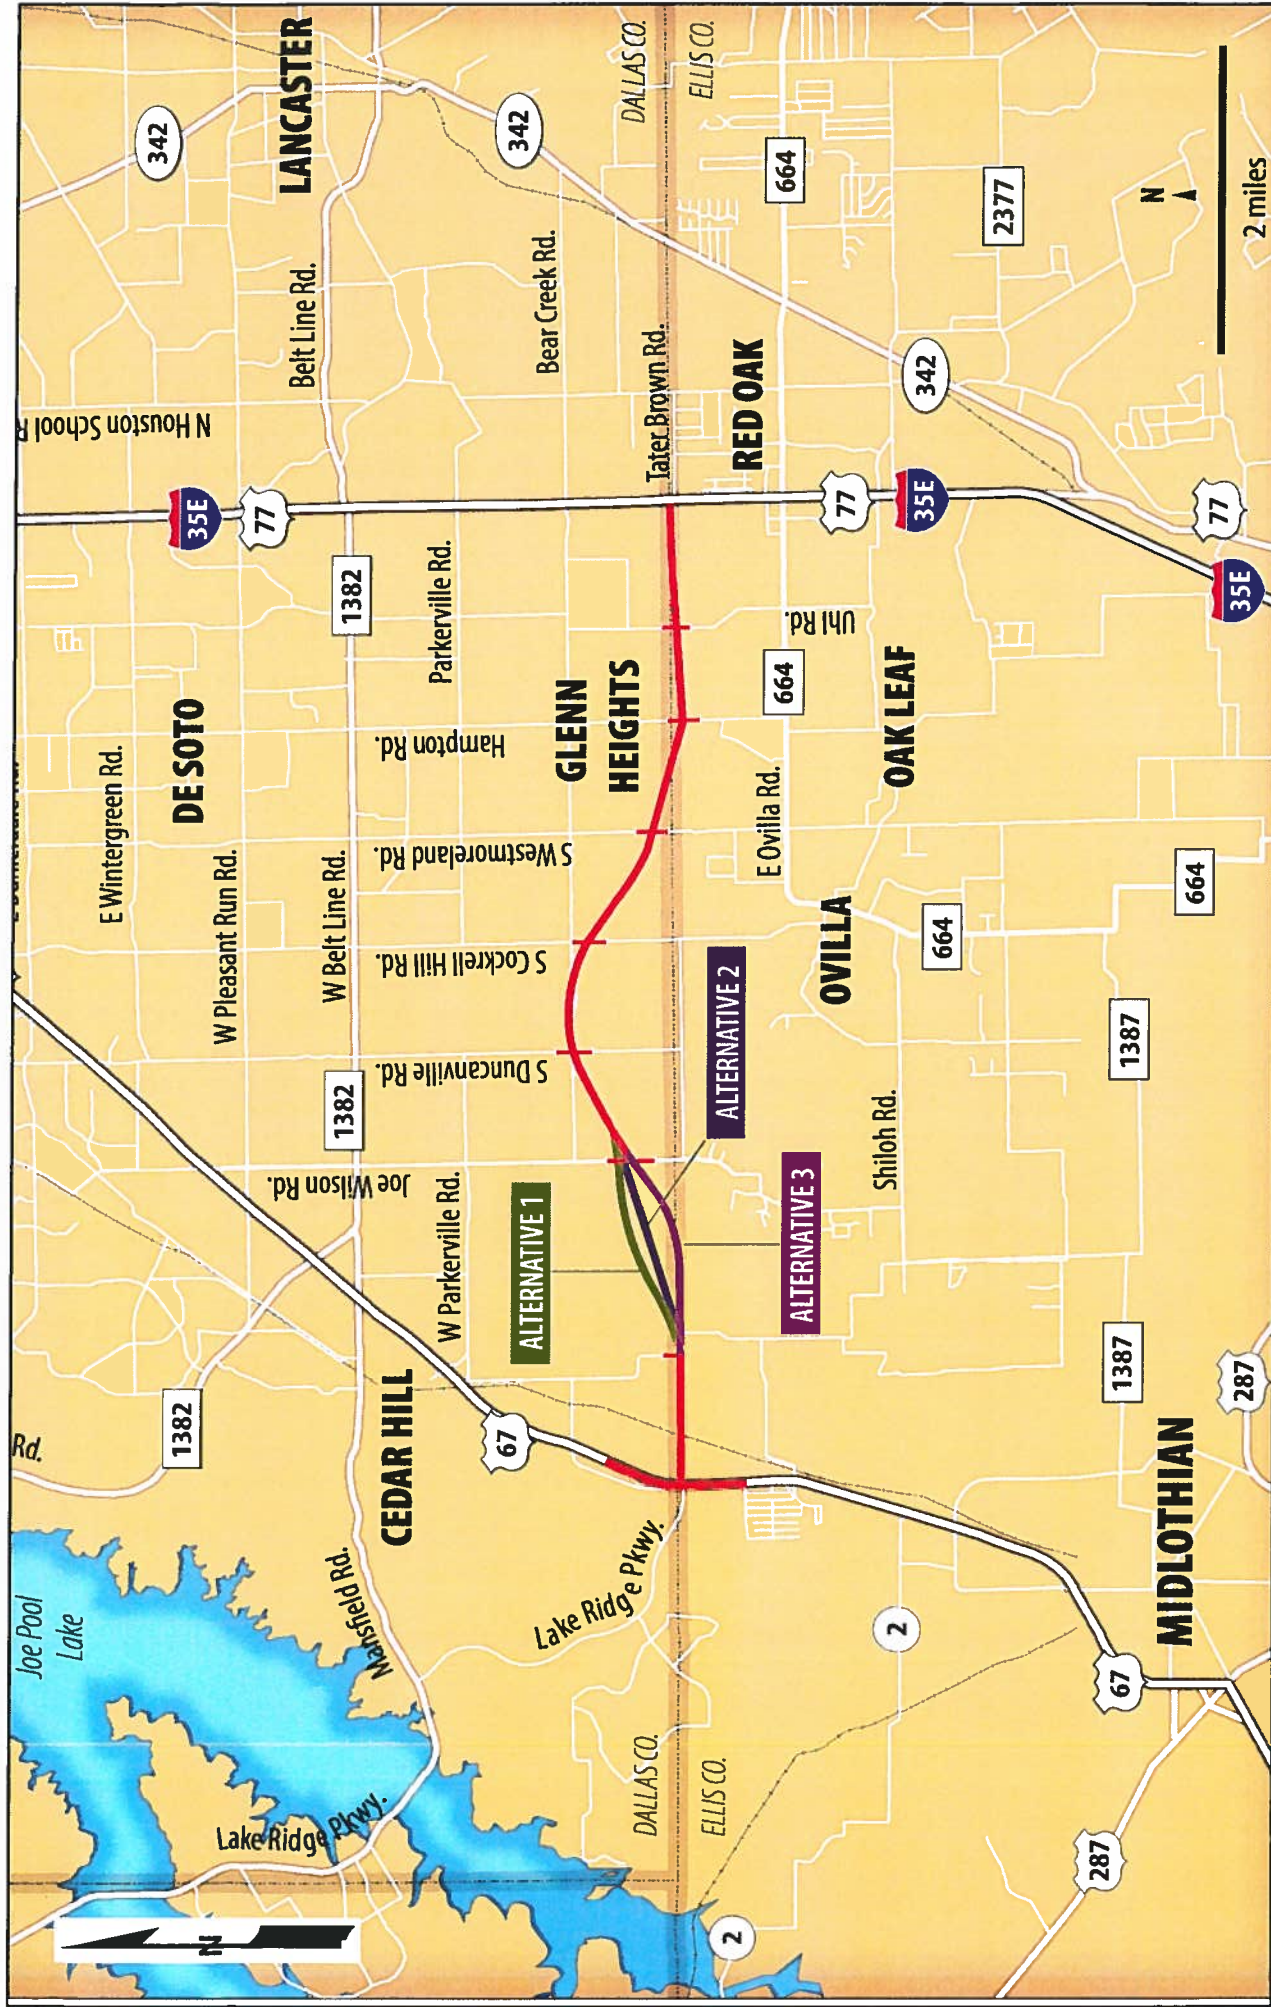 Joe Pool
Lake
Rd.
1382
E Wintergreen Rd.
35E
77
N Houston School R
342
LANCASTER
DE SOTO
W Pleasant Run Rd.
Lake Ridge Pkwy.
Mansfield Rd.
CEDAR HILL
Joe Wilson Rd.
1382
W Belt Line Rd.
1382
Belt Line Rd.
W Parkerville Rd.
S Duncanville Rd.
S Cockrell Hill Rd.
S Westmoreland Rd.
Hampton Rd.
Parkerville Rd.
67
ALTERNATIVE 1
GLENN
HEIGHTS
Bear Creek Rd.
342
Lake Ridge Pkwy.
DALLAS CO.
ELLIS CO.
Tater Brown Rd.
DALLAS CO.
ELLIS CO.
ALTERNATIVE 2
ALTERNATIVE 3
E Ovilla Rd.
664
Uhl Rd.
RED OAK
664
2
2
OVILLA
OAK LEAF
77
35E
342
2377
Shiloh Rd.
664
287
67
MIDLOTHIAN
1387
1387
664
287
35E
77
N
2 miles
N